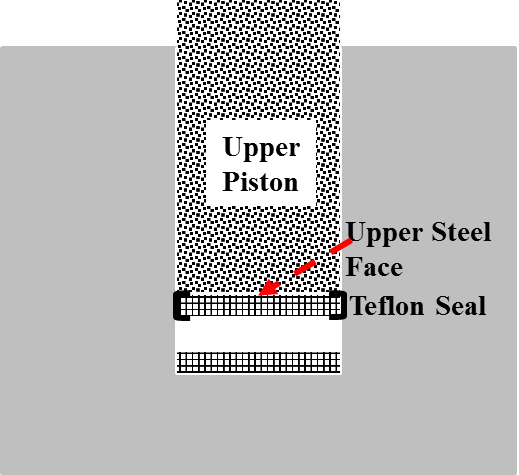 Upper
Piston
Upper Steel
Face
Teflon Seal